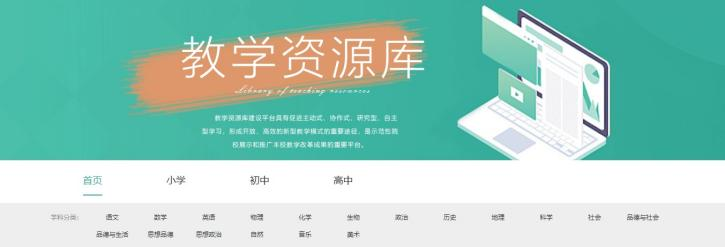 教学资源库
Library of teaching resources
教学资源库建设平台具有促进主动式、协作式、研究型、自主
型学习，形成开放、高效的新型教学模式的重要途径，是示范性院
校展示和推广本校教学改革成果的重要平台。
首页 小学 初中 高中
学科分类: 语文 数学 英语 物理 化学 生物 政治 历史 地理 科学 社会 品德与社会
品德与生活 思想品德 思想政治 自然 音乐 美术